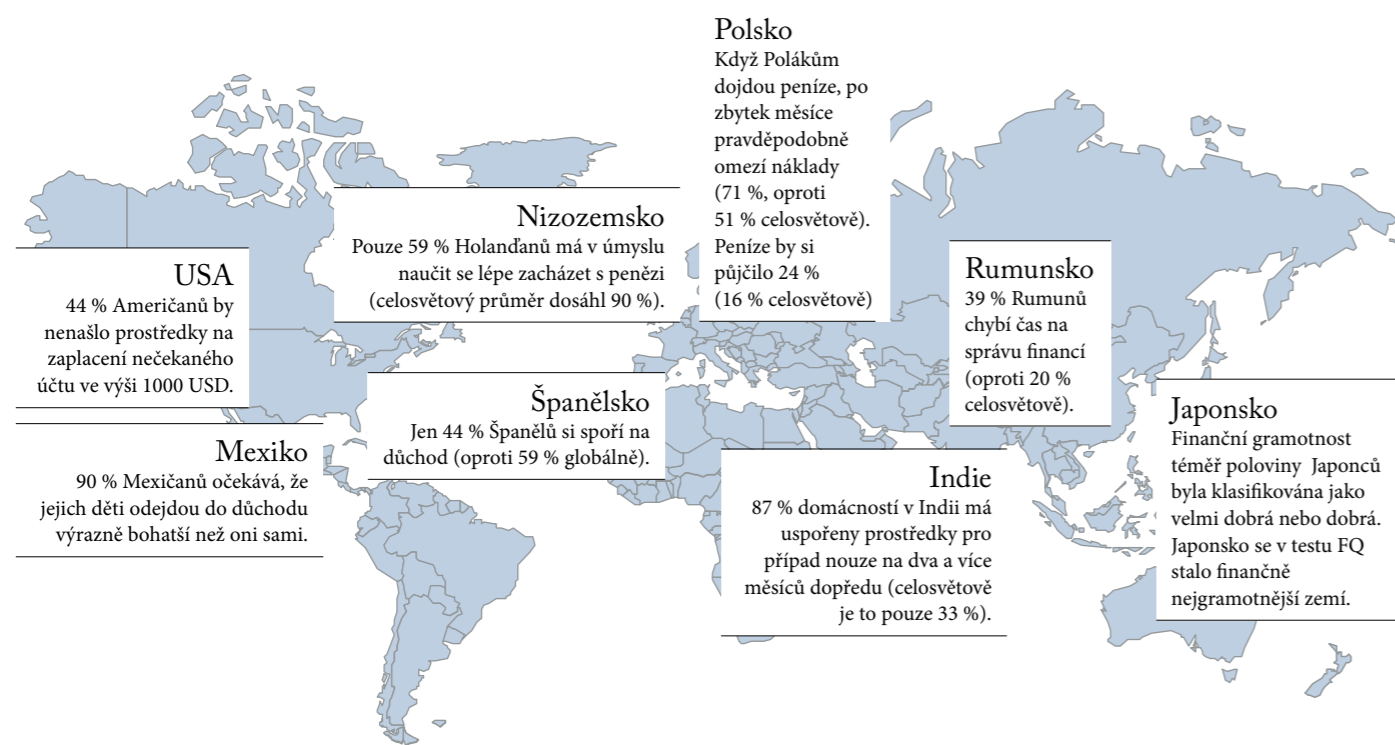 Polsko
Když Polákům
dojdou peníze, po
zbytek měsíce
pravděpodobně
omezí náklady
(71 %, oproti
51 % celosvětově).
Peníze by si
půjčilo 24 %
(16 % celosvětově)
Nizozemsko
Pouze 59 % Holanďanů má v úmyslu
naučit se lépe zacházet s penězi
(celosvětový průměr dosáhl 90 %).
USA
44 % Američanů by
nenašlo prostředky na
zaplacení nečekaného
účtu ve výši 1000 USD.
Rumunsko
39 % Rumunů
chybí čas na
správu financí
(oproti 20 %
celosvětově).
Španělsko
Jen 44 % Španělů si spoří na
důchod (oproti 59 % globálně).
Japonsko
Finanční gramotnost
téměř poloviny Japonců
byla klasifikována jako
velmi dobrá nebo dobrá.
Japonsko se v testu FQ
stalo finančně
nejgramotnější zemí.
Mexiko
90 % Mexičanů očekává, že
jejich děti odejdou do důchodu
výrazně bohatší než oni sami.
Indie
87 % domácností v Indii má
uspořeny prostředky pro
případ nouze na dva a více
měsíců dopředu (celosvětově
je to pouze 33 %).